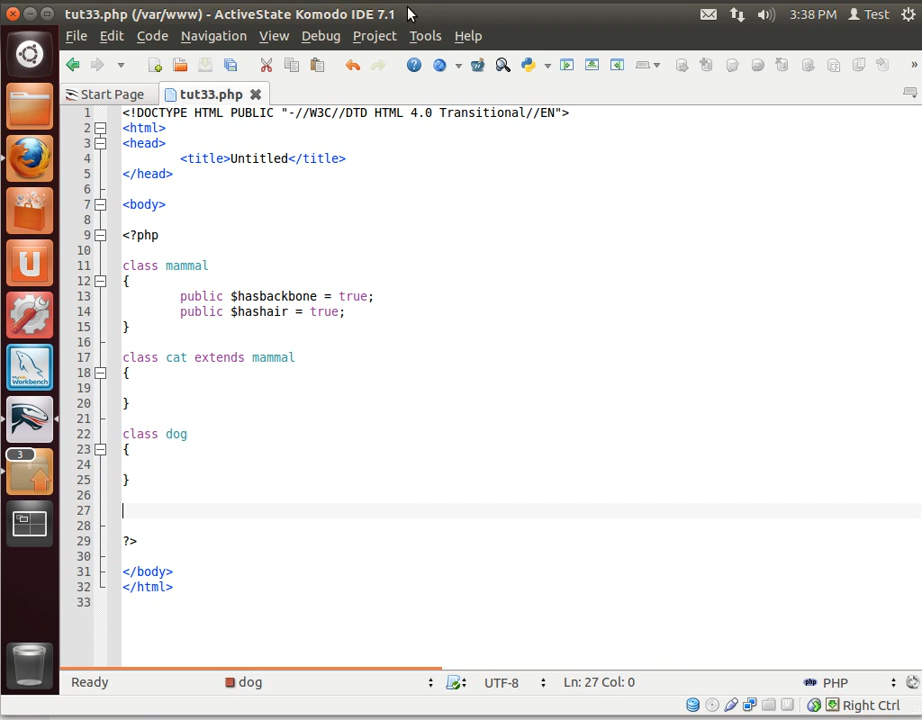 tut33.php (/var/www) - ActiveState Komodo IDE 7.1
3:38 PM Test
File Edit Code Navigation View Debug Project Tools Help
»
Start Page tut33.php
1 <!DOCTYPE HTML PUBLIC "-//W3C//DTD HTML 4.0 Transitional//EN">
2 <html>
3 <head>
4 <title>Untitled</title>
5 </head>
6
7 <body>
8
9 <?php
10
11 class mammal
12 {
13 public $hasbackbone = true;
14 public $hashair = true;
15 }
16
17 class cat extends mammal
18 {
19
20 }
21
22 class dog
23 {
24
25 }
26
27
28
29 ?>
30
31 </body>
32 </html>
33
U
Workbench
3
Ready dog UTF-8 Ln: 27 Col: 0 php PHP
Right Ctrl